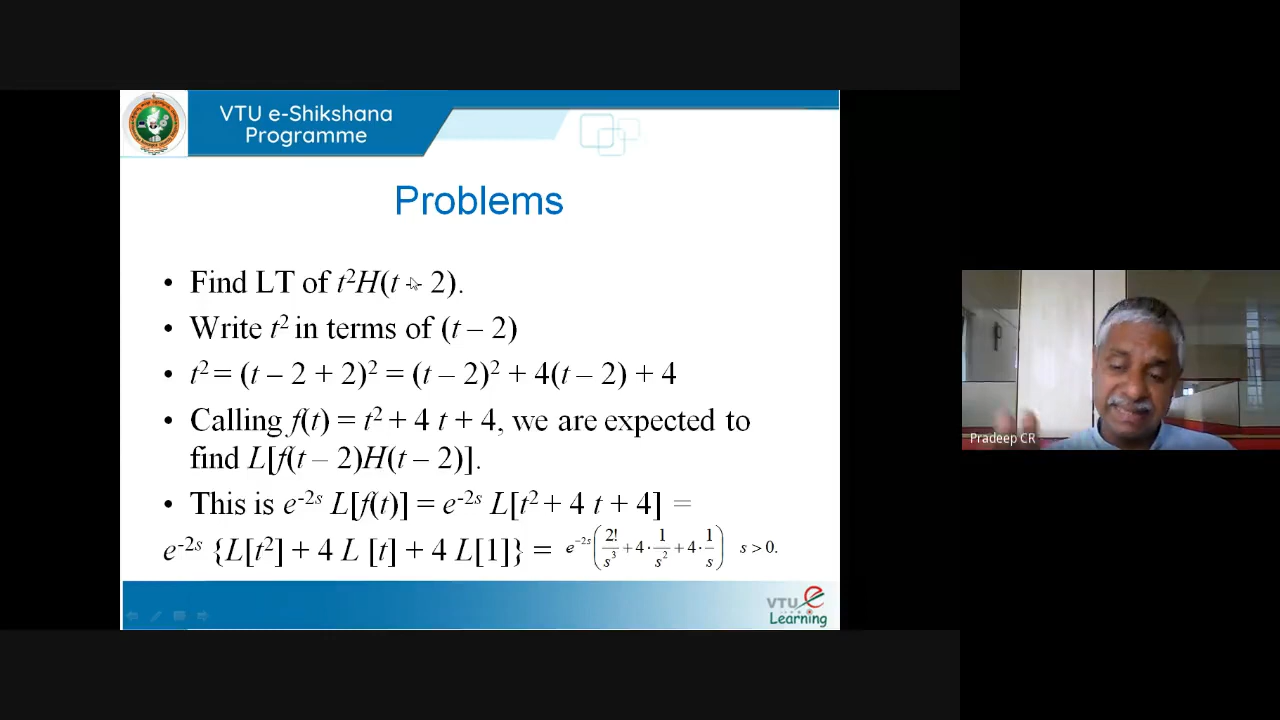 VTU e-Shikshana
Programme
Problems
• Find LT of t²H(t – 2).
• Write t² in terms of (t – 2)
• t² = (t – 2 + 2)² = (t – 2)² + 4(t – 2) + 4
• Calling f(t) = t² + 4 t + 4, we are expected to
find L[f(t – 2)H(t – 2)].
• This is e⁻²ˢ L[f(t)] = e⁻²ˢ L[t² + 4 t + 4] =
e⁻²ˢ {L[t²] + 4 L [t] + 4 L[1]} = e⁻²ˢ(2!/s³ + 4·1/s² + 4·1/s) s > 0.
VTU e
Learning
Pradeep CR